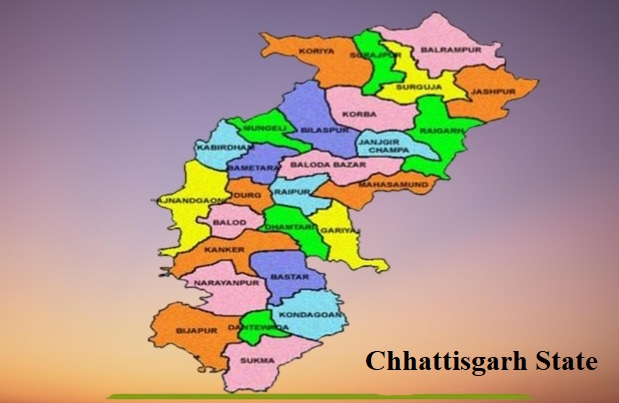 BALRAMPUR
KORIYA
SURAJPUR
SURGUJA
JASHPUR
KORBA
MUNGELI
BILASPUR
RAIGARH
JANJGIR
CHAMPA
KABIRDHAM
BAMETARA
BALODA BAZAR
MAHASAMUND
RAJNANDGAON
DURG
RAIPUR
BALOD
DHAMTARI
GARIYA
KANKER
BASTAR
NARAYANPUR
KONDAGOAN
BIJAPUR
DANTEWADA
SUKMA
Chhattisgarh State